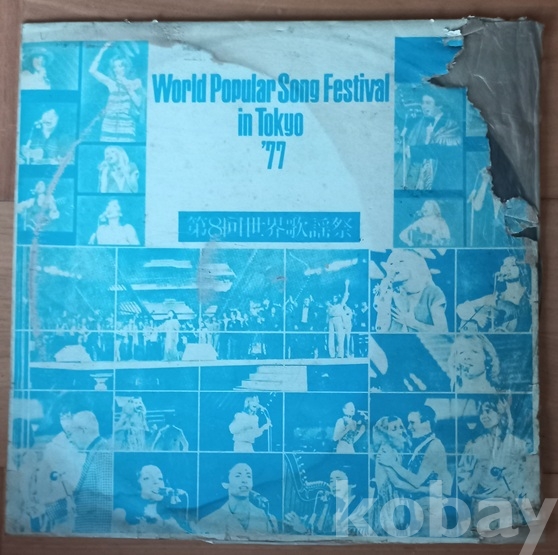 World Popular Song Festival
in Tokyo
'77
第8回世界歌謡祭
kobay